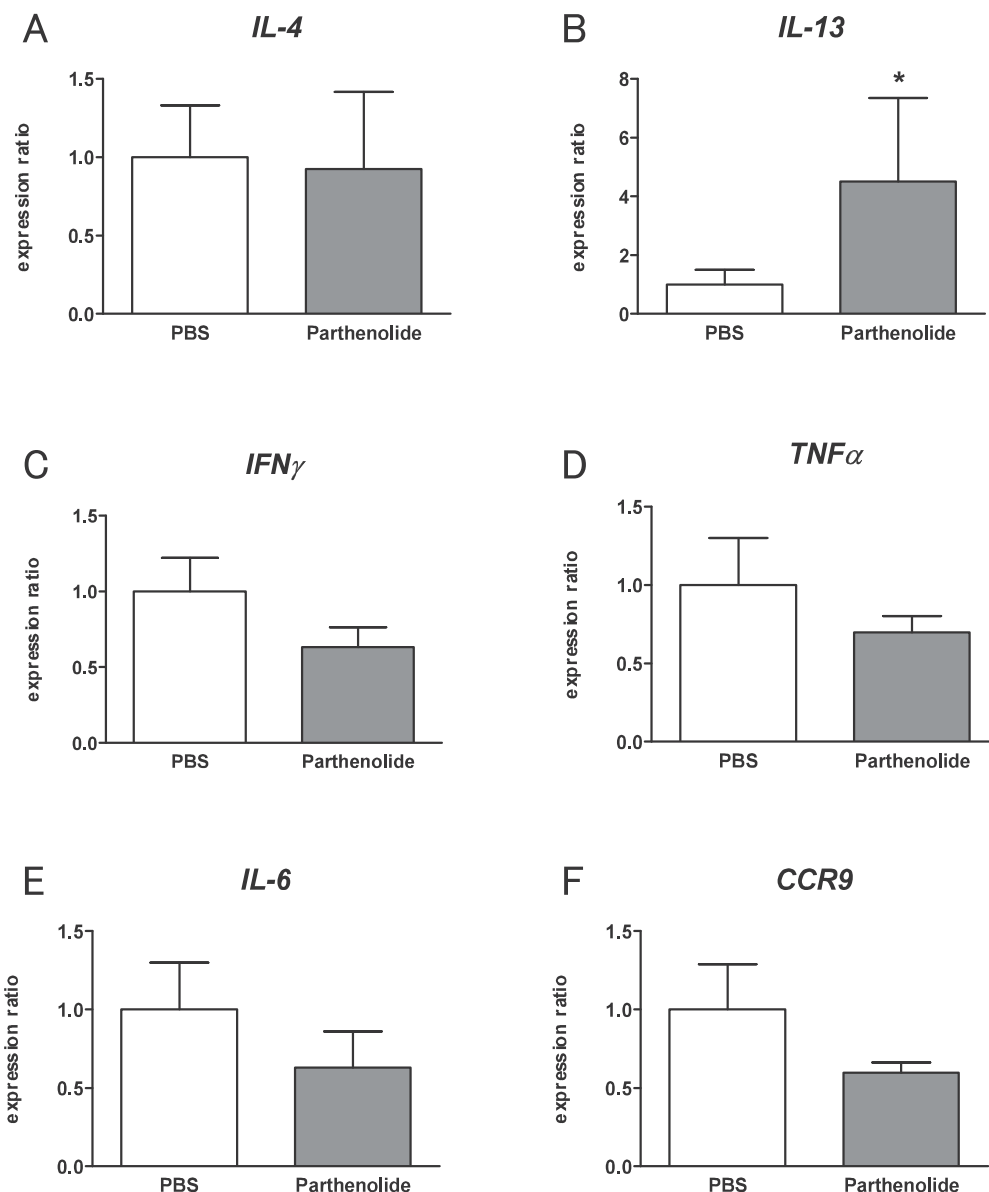 A
IL-4
expression ratio
1.5
1.0
0.5
0.0
PBS
Parthenolide
B
IL-13
expression ratio
8
6
4
2
0
*
PBS
Parthenolide
C
IFNγ
expression ratio
1.5
1.0
0.5
0.0
PBS
Parthenolide
D
TNFα
expression ratio
1.5
1.0
0.5
0.0
PBS
Parthenolide
E
IL-6
expression ratio
1.5
1.0
0.5
0.0
PBS
Parthenolide
F
CCR9
expression ratio
1.5
1.0
0.5
0.0
PBS
Parthenolide